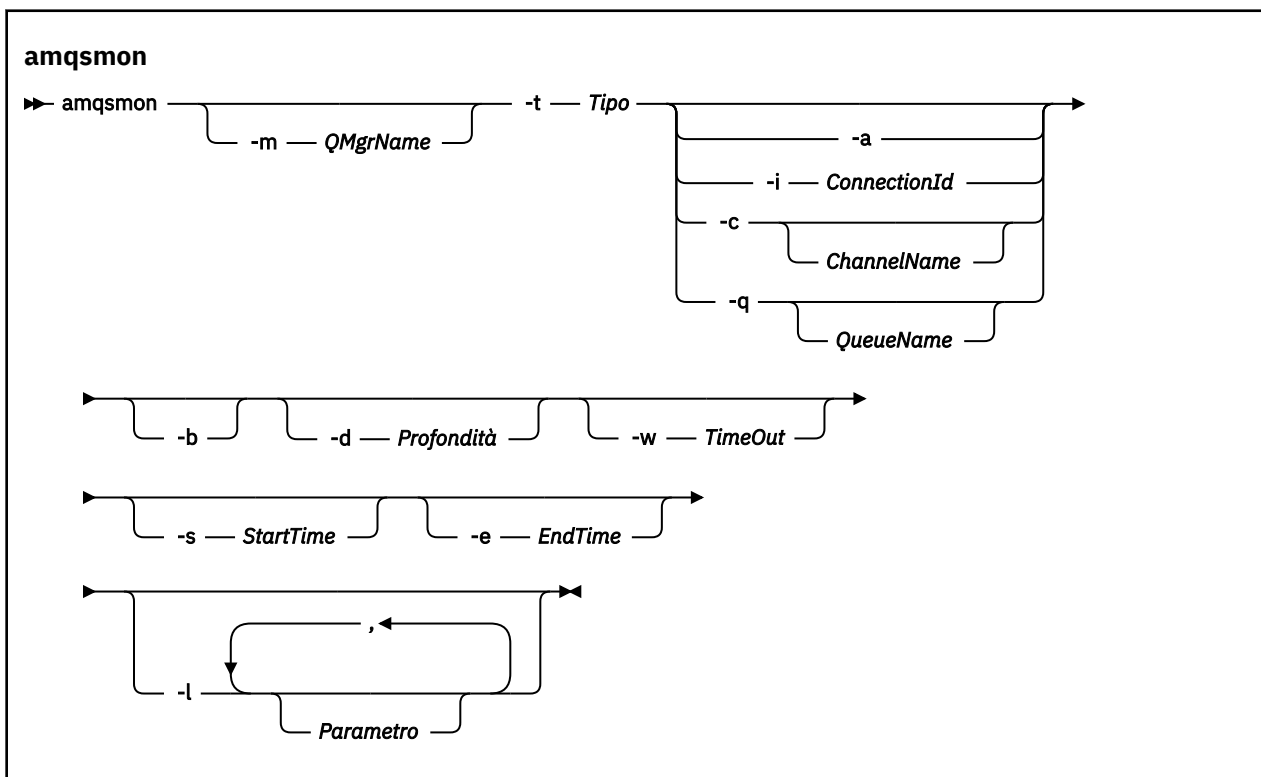 amqsmon
amqsmon -m QMgrName -t Tipo
-a
-i ConnectionId
-c
ChannelName
-q
QueueName
-b -d Profondità -w TimeOut
-s StartTime -e EndTime
,
-l
Parametro